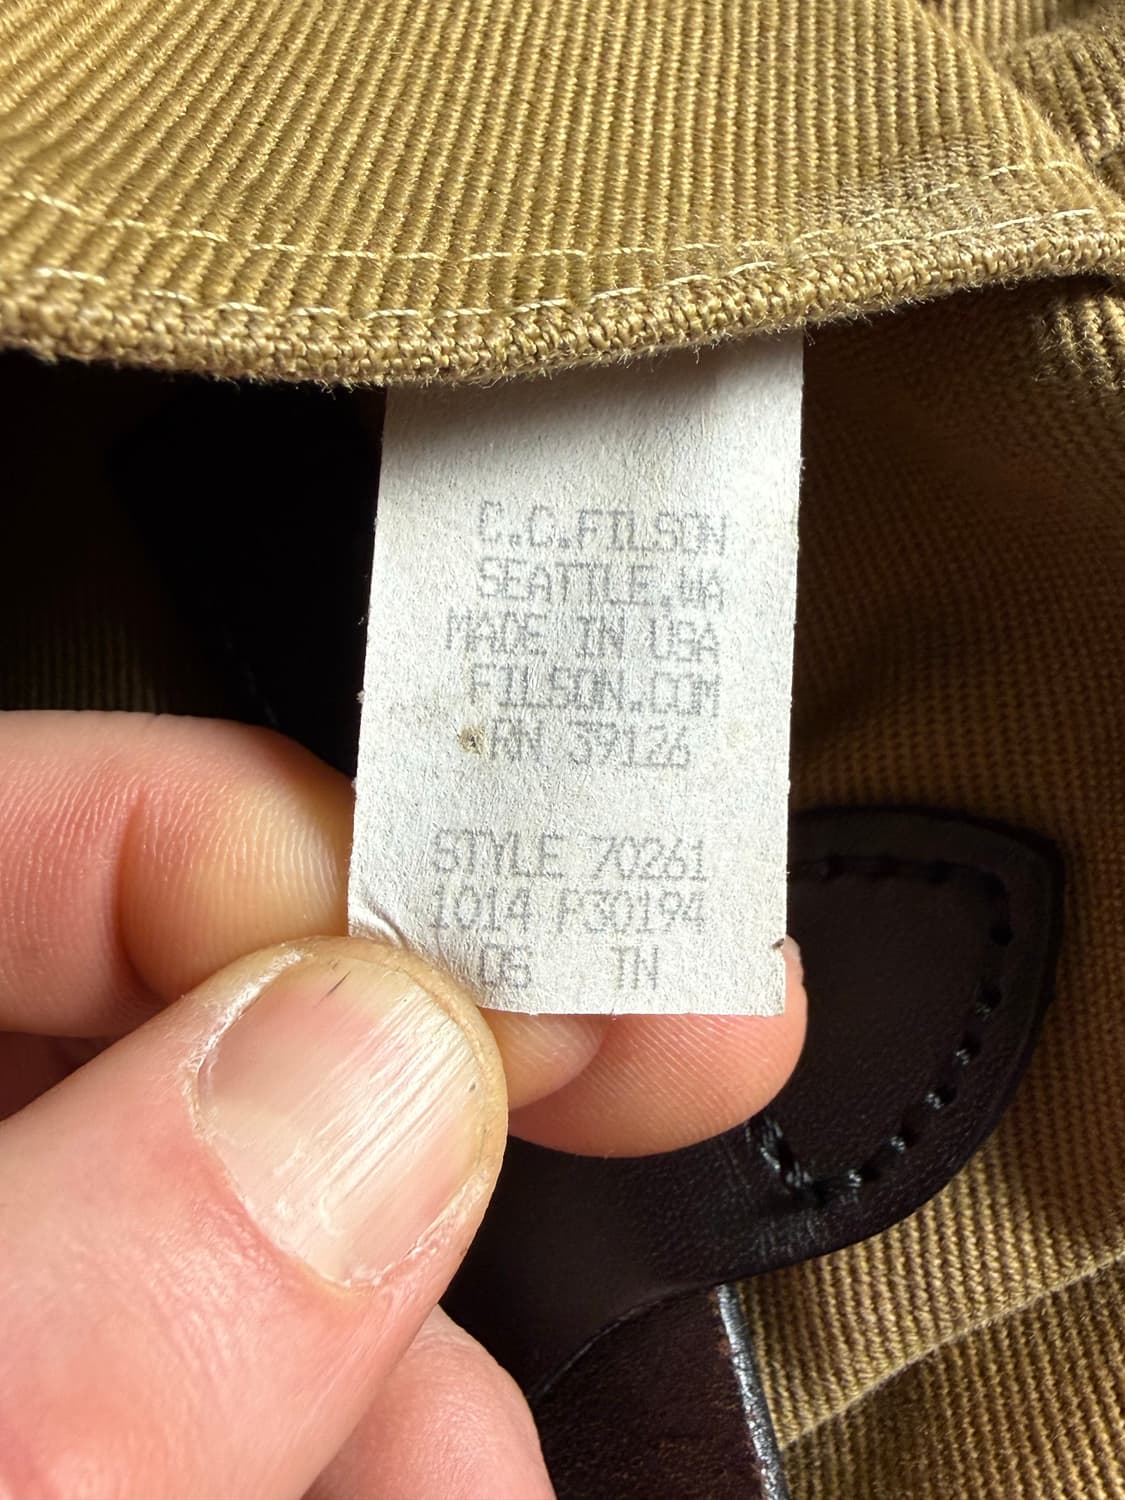 C.C.FILSON
SEATTLE,WA
MADE IN USA
FILSON.COM
RN 39126
STYLE 70261
1014 P30194
06 TN